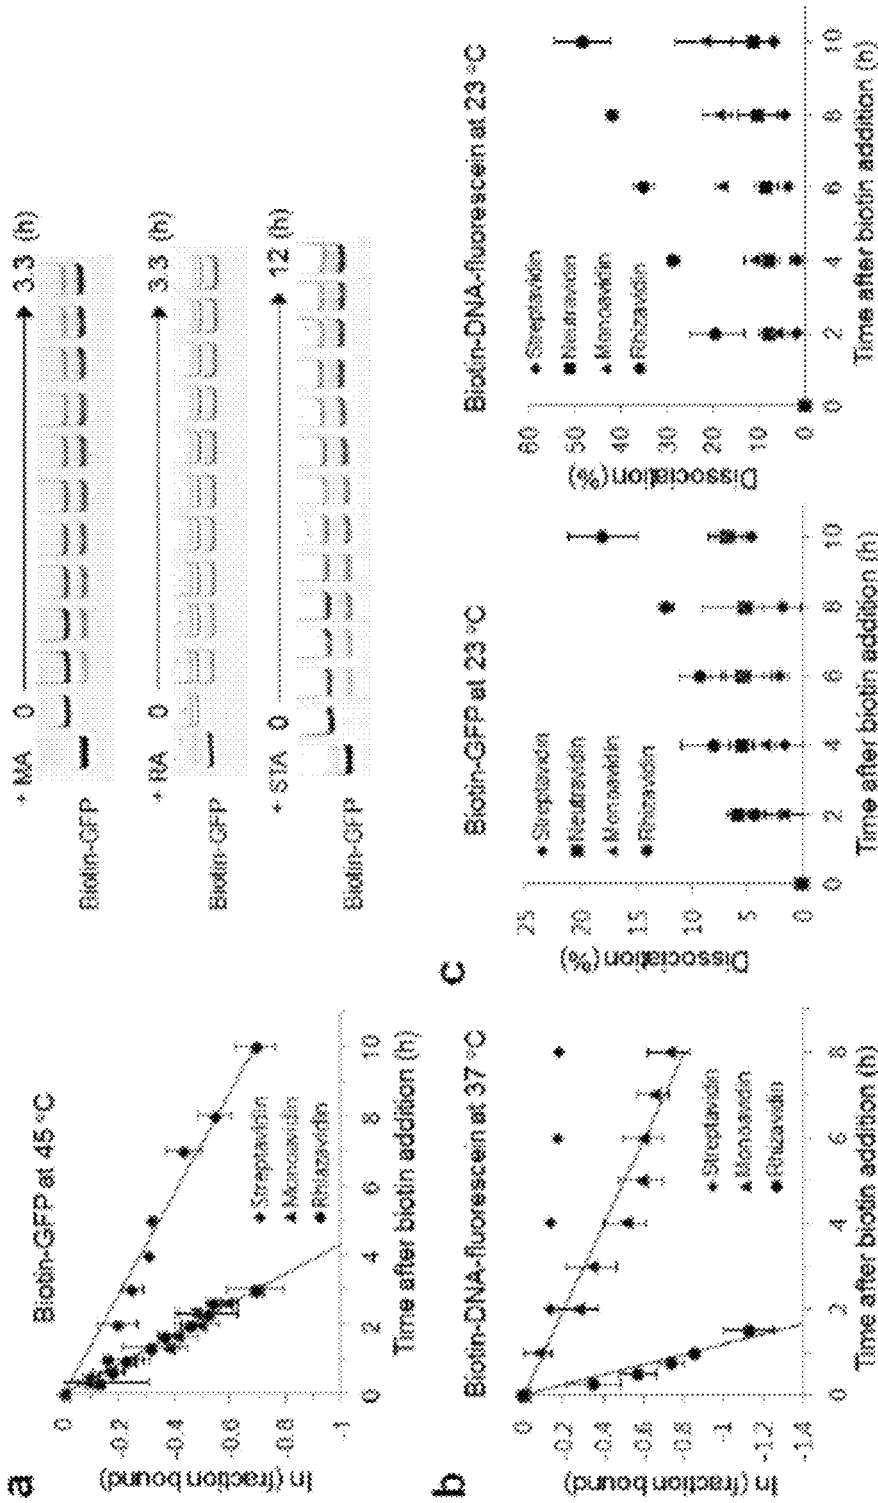 a
Biotin-GFP at 45 °C
ln (fraction bound)
0
-0.2
-0.4
-0.6
-0.8
-1
Streptavidin
Monoavidin
Rhiazavidin
0 2 4 6 8 10
Time after biotin addition (h)
+ MA 0 3.3 (h)
Biotin-GFP
+ RA 0 3.3 (h)
Biotin-GFP
+ STA 0 12 (h)
Biotin-GFP
b
Biotin-DNA-fluorescein at 37 °C
ln (fraction bound)
0
-0.2
-0.4
-0.6
-0.8
-1
-1.2
-1.4
Streptavidin
Monoavidin
Rhizavidin
0 2 4 6 8
Time after biotin addition (h)
c
Biotin-GFP at 23 °C
Dissociation (%)
25
20
15
10
5
0
Streptavidin
Neutravidin
Monoavidin
Rhizavidin
0 2 4 6 8 10
Time after biotin addition (h)
Biotin-DNA-fluorescein at 23 °C
Dissociation (%)
60
50
40
30
20
10
0
Streptavidin
Neutravidin
Monoavidin
Rhizavidin
0 2 4 6 8 10
Time after biotin addition (h)